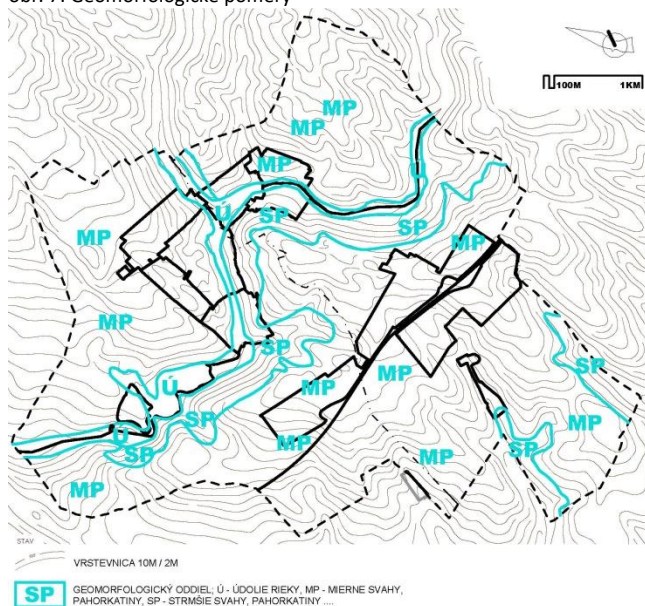 obr. 7. Geomorfologické pomery
100M 1KM
MP
MP
MP
Ú
Ú
SP
SP
MP
MP
MP
SP
SP
MP
Ú
MP
SP
MP
Ú
MP
SP
SP
MP
MP
STAV
VRSTEVNICA 10M / 2M
SP GEOMORFOLOGICKÝ ODDIEL; Ú - ÚDOLIE RIEKY, MP - MIERNE SVAHY,
PAHORKATINY, SP - STRMŠIE SVAHY, PAHORKATINY ....